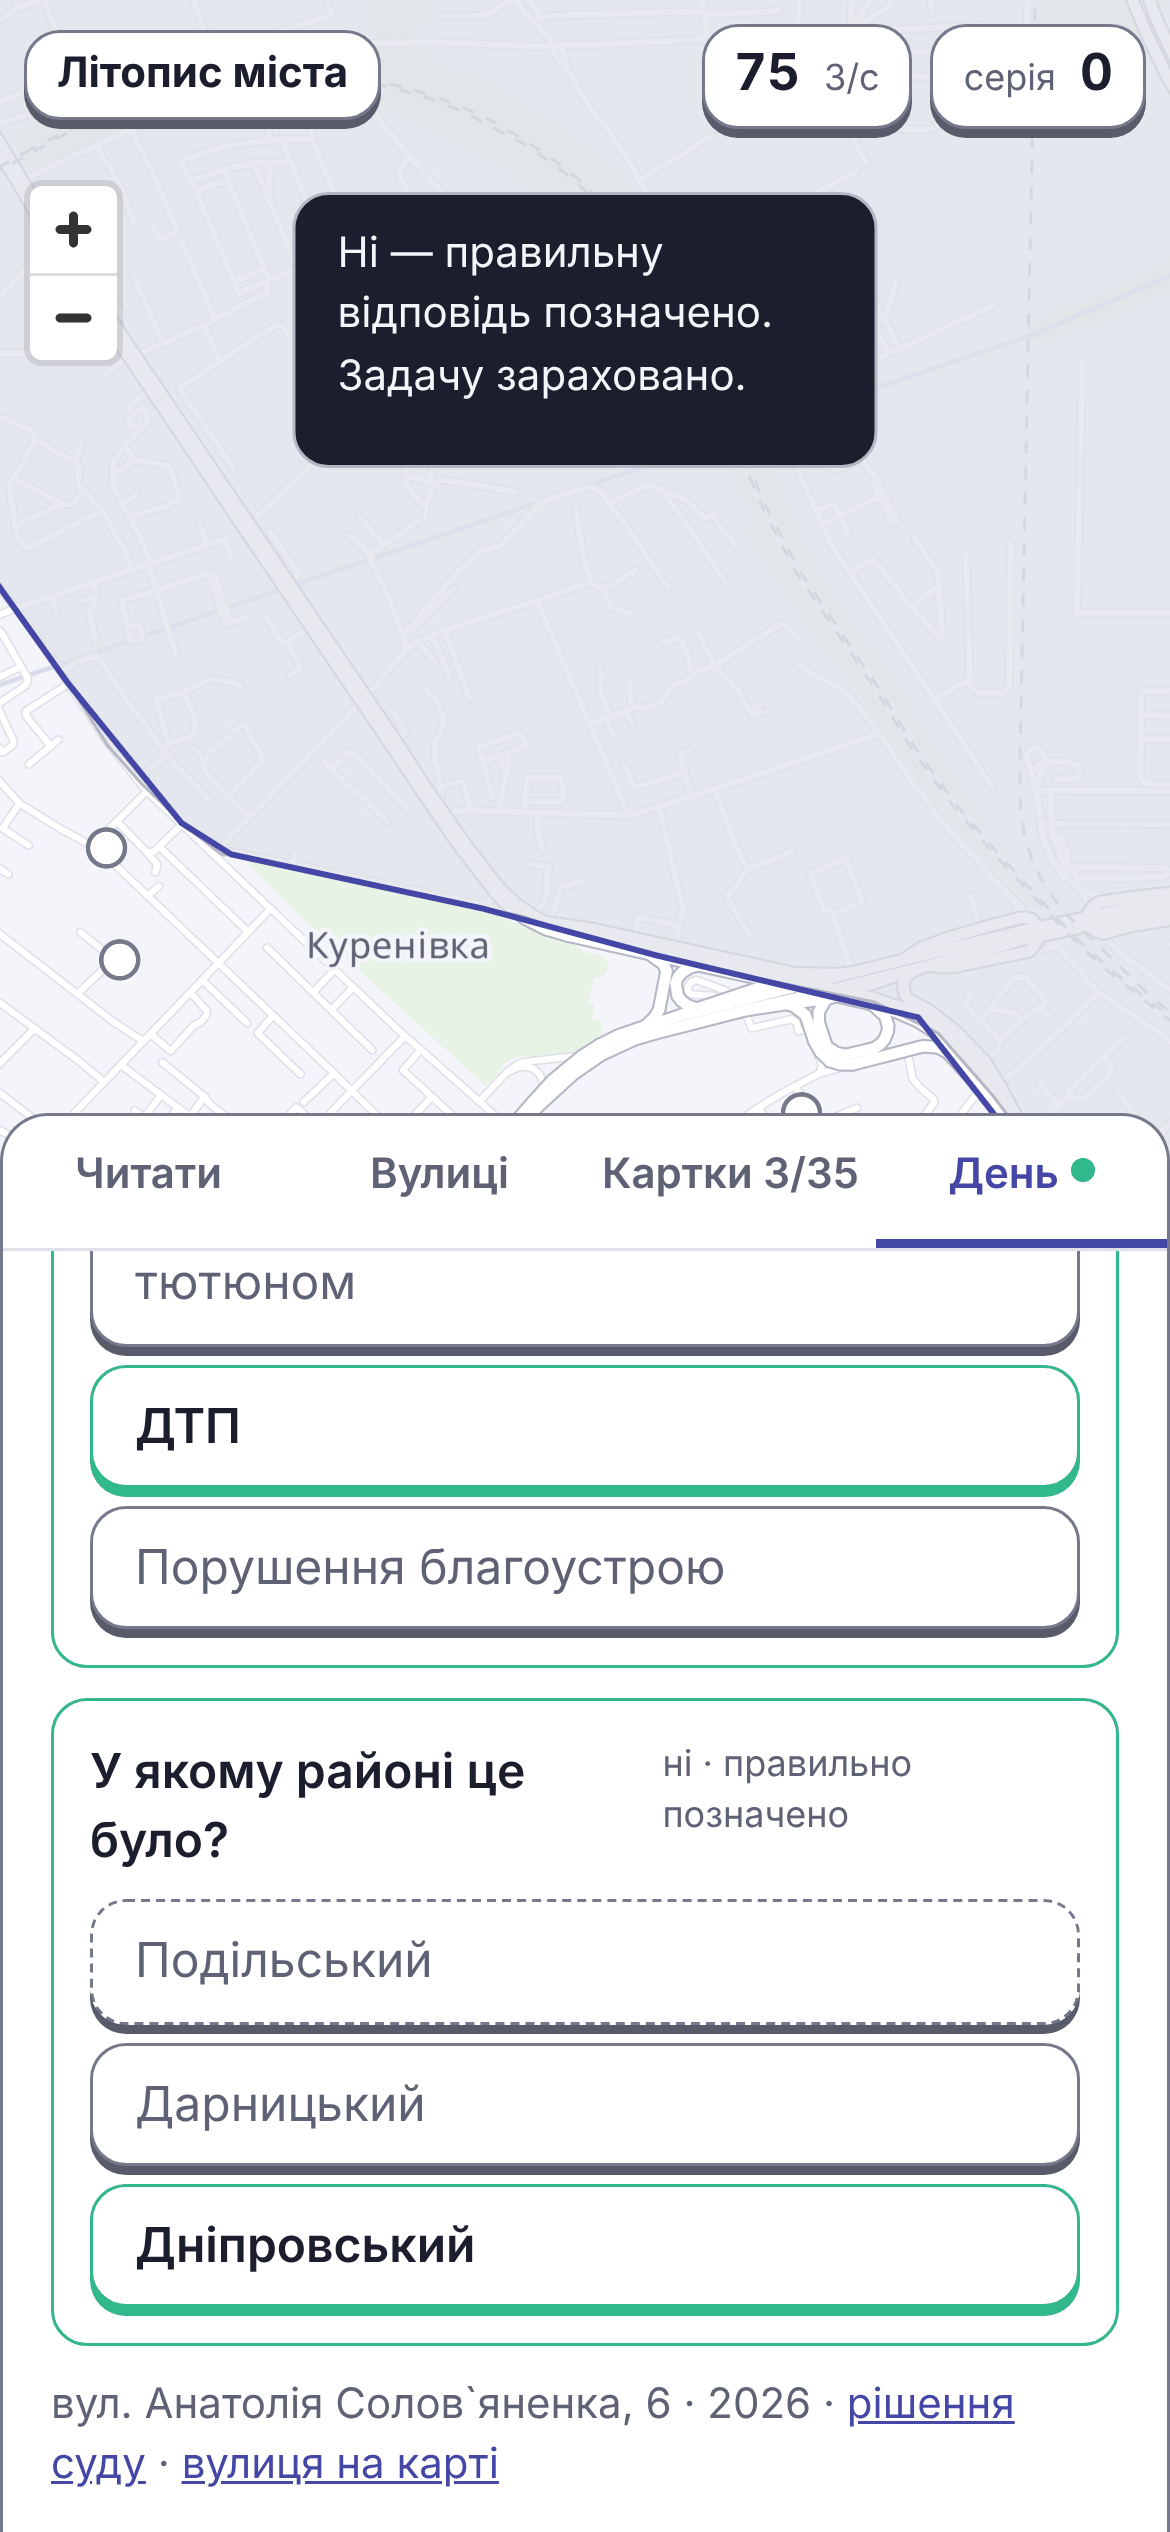 Літопис міста
75 З/с
серія 0
+
Ні — правильну
відповідь позначено.
Задачу зараховано.
−
Куренівка
Читати
Вулиці
Картки 3/35
День
тютюном
ДТП
Порушення благоустрою
У якому районі це
було?
ні · правильно
позначено
Подільський
Дарницький
Дніпровський
вул. Анатолія Солов`яненка, 6 · 2026 · рішення
суду · вулиця на карті